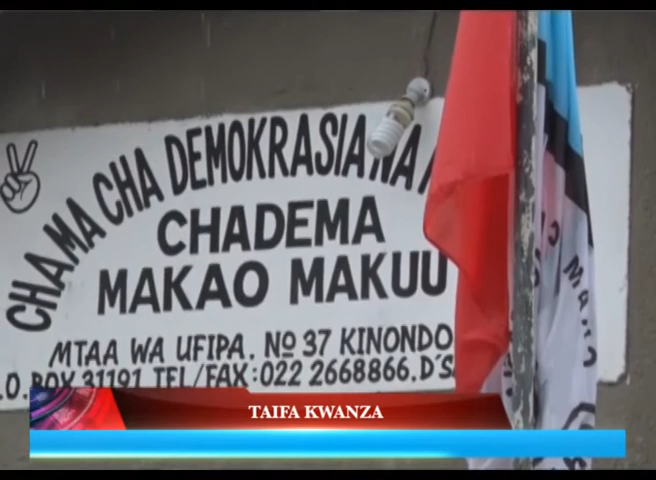 CHAMA CHA DEMOKRASIA NA
CHADEMA
MAKAO MAKUU
MTAA WA UFIPA. No 37 KINONDO
.O. BOX 31191 TEL/FAX:022 2668866.D'S
TAIFA KWANZA